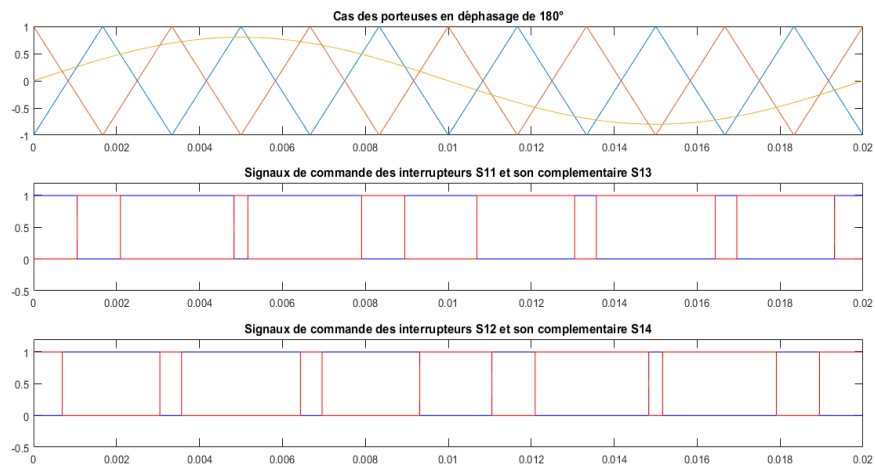 Cas des porteuses en déphasage de 180°
1
0.5
0
-0.5
-1
0 0.002 0.004 0.006 0.008 0.01 0.012 0.014 0.016 0.018 0.02
Signaux de commande des interrupteurs S11 et son complementaire S13
1
0.5
0
-0.5
0 0.002 0.004 0.006 0.008 0.01 0.012 0.014 0.016 0.018 0.02
Signaux de commande des interrupteurs S12 et son complementaire S14
1
0.5
0
-0.5
0 0.002 0.004 0.006 0.008 0.01 0.012 0.014 0.016 0.018 0.02